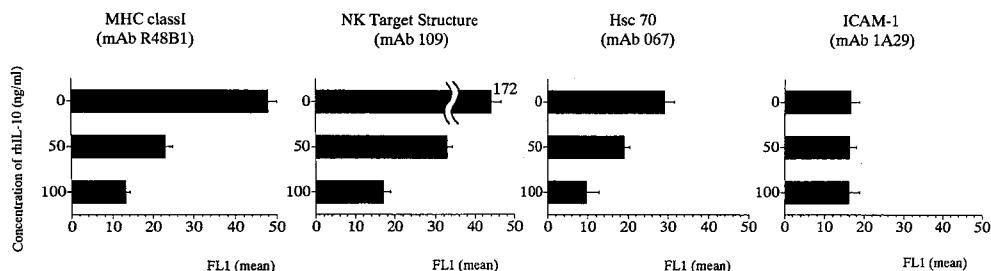 MHC classI
(mAb R48B1)
NK Target Structure
(mAb 109)
Hsc 70
(mAb 067)
ICAM-1
(mAb 1A29)
Concentration of rhIL-10 (ng/ml)
0
50
100
0 10 20 30 40 50
FL1 (mean)
172
0
50
100
0 10 20 30 40 50
FL1 (mean)
0
50
100
0 10 20 30 40 50
FL1 (mean)
0
50
100
0 10 20 30 40 50
FL1 (mean)